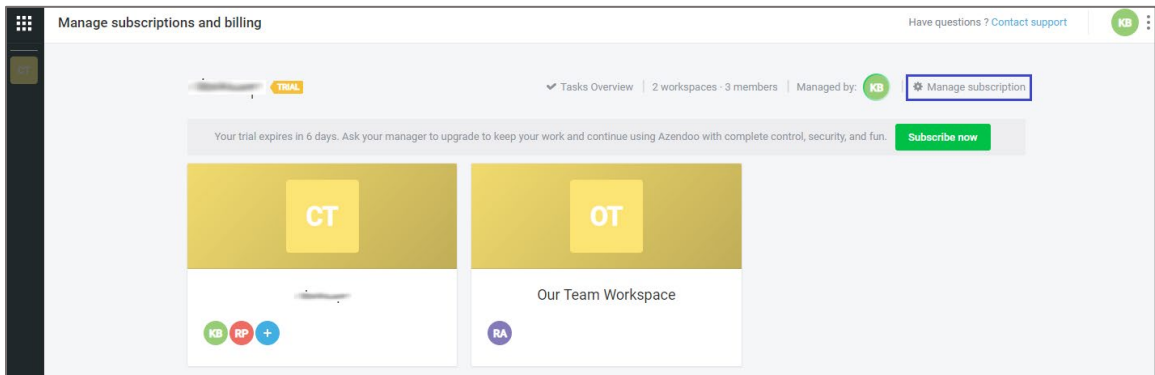 Manage subscriptions and billing
Have questions ? Contact support
KB
CT
TRIAL
Tasks Overview 2 workspaces · 3 members Managed by: KB Manage subscription
Your trial expires in 6 days. Ask your manager to upgrade to keep your work and continue using Azendoo with complete control, security, and fun. Subscribe now
CT
OT
Our Team Workspace
KB RP +
RA